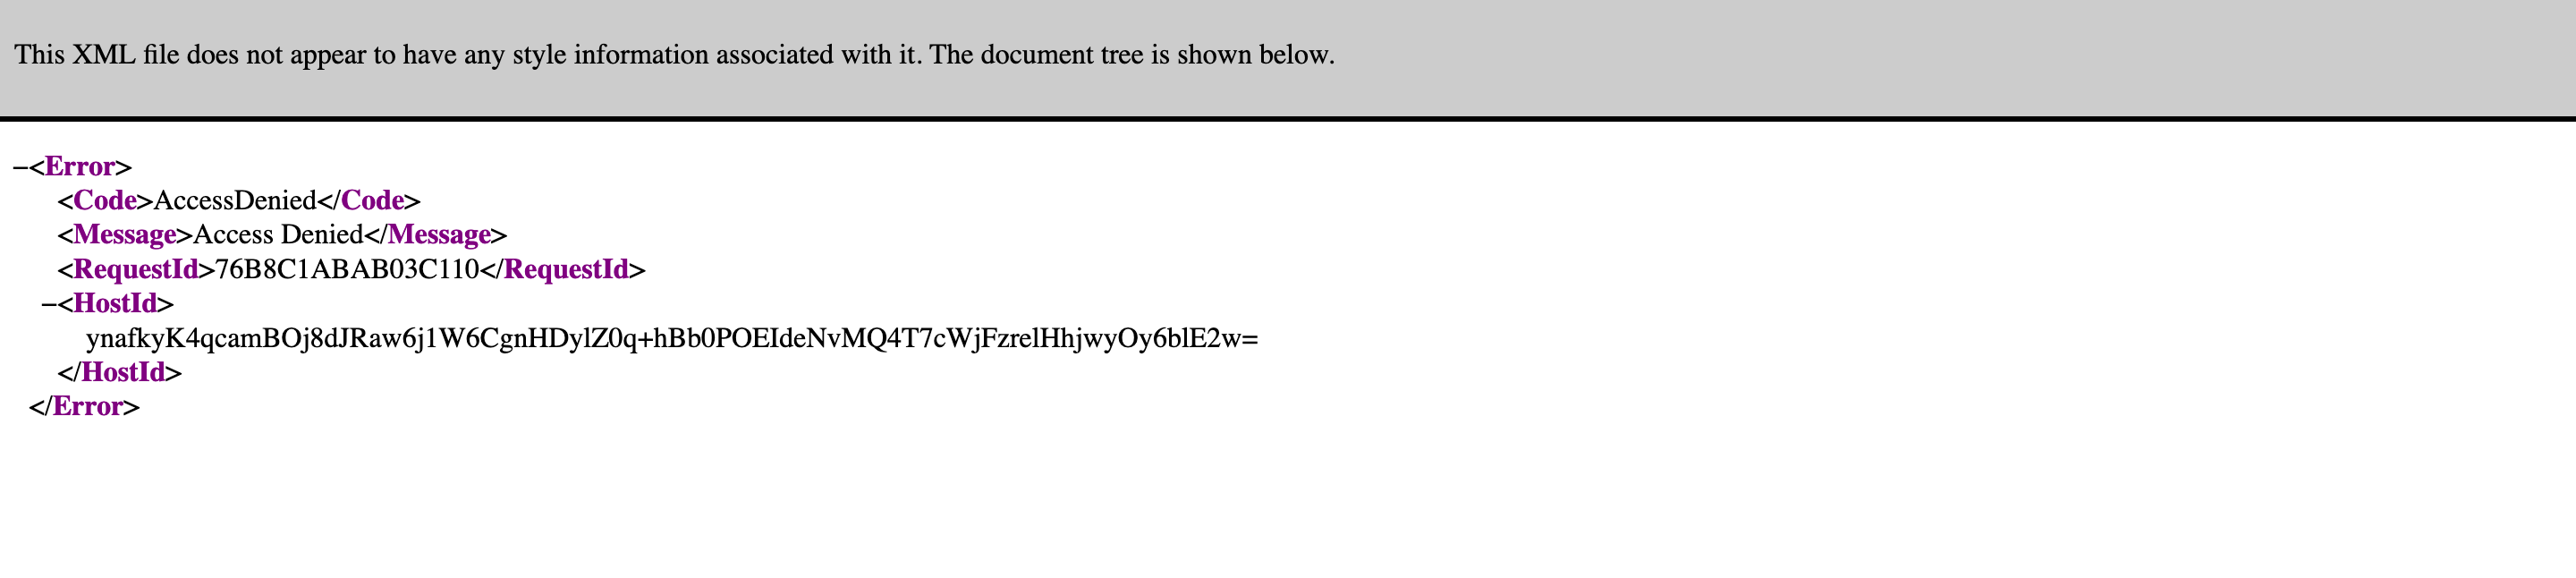 This XML file does not appear to have any style information associated with it. The document tree is shown below.
–<Error>
<Code>AccessDenied</Code>
<Message>Access Denied</Message>
<RequestId>76B8C1ABAB03C110</RequestId>
–<HostId>
ynafkyK4qcamBOj8dJRaw6j1W6CgnHDylZ0q+hBb0POEIdeNvMQ4T7cWjFzrelHhjwyOy6blE2w=
</HostId>
</Error>